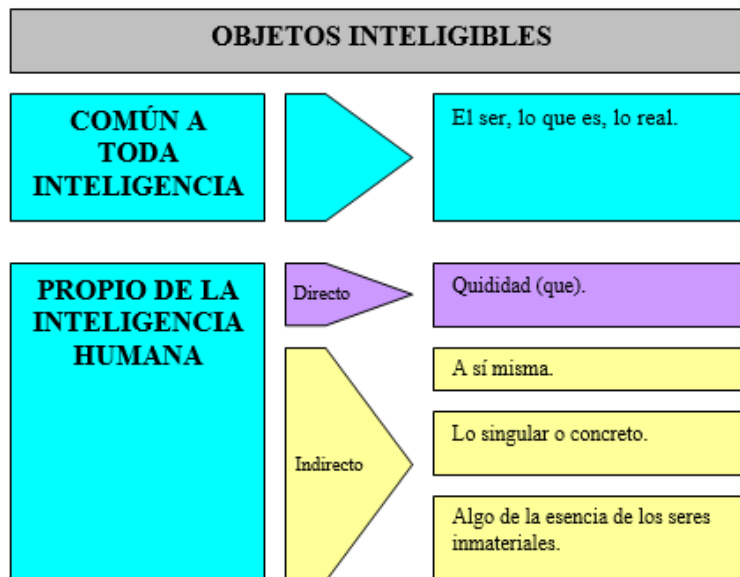 OBJETOS INTELIGIBLES
COMÚN A
TODA
INTELIGENCIA
El ser, lo que es, lo real.
PROPIO DE LA
INTELIGENCIA
HUMANA
Directo
Quididad (que).
Indirecto
A sí misma.
Lo singular o concreto.
Algo de la esencia de los seres
inmateriales.